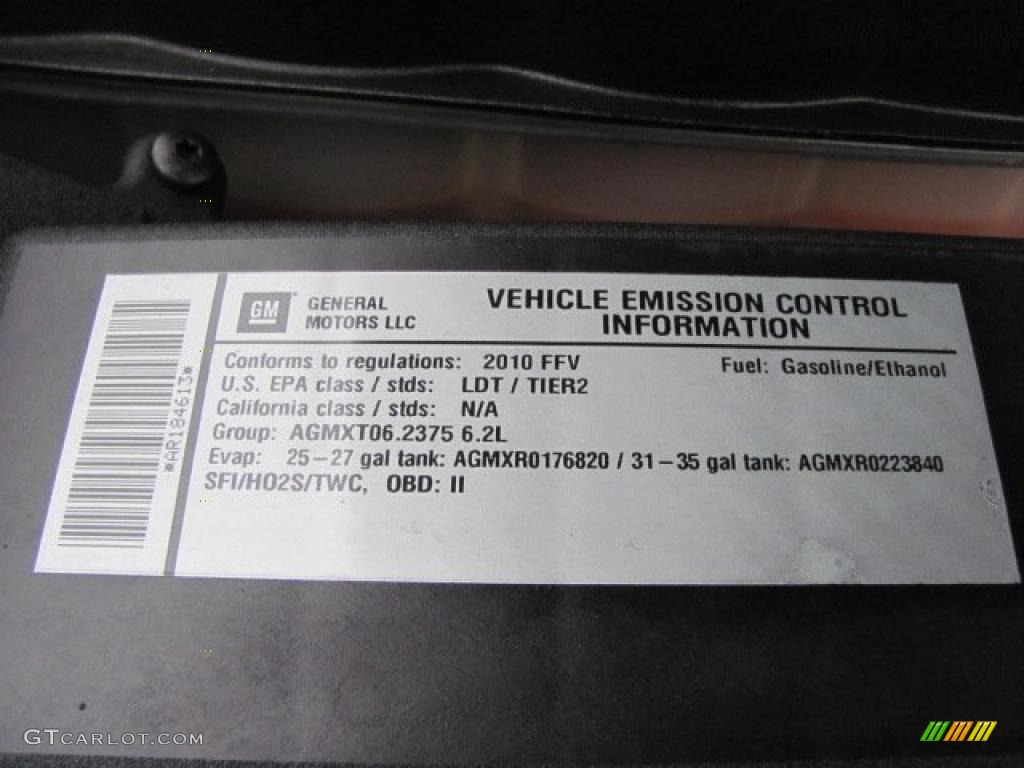 GM
GENERAL
MOTORS LLC
VEHICLE EMISSION CONTROL
INFORMATION
Conforms to regulations: 2010 FFV
Fuel: Gasoline/Ethanol
U.S. EPA class / stds: LDT / TIER2
California class / stds: N/A
Group: AGMXT06.2375 6.2L
Evap: 25-27 gal tank: AGMXR0176820 / 31-35 gal tank: AGMXR0223840
SFI/HO2S/TWC, OBD: II
*AR184613*
GTCARLOT.COM